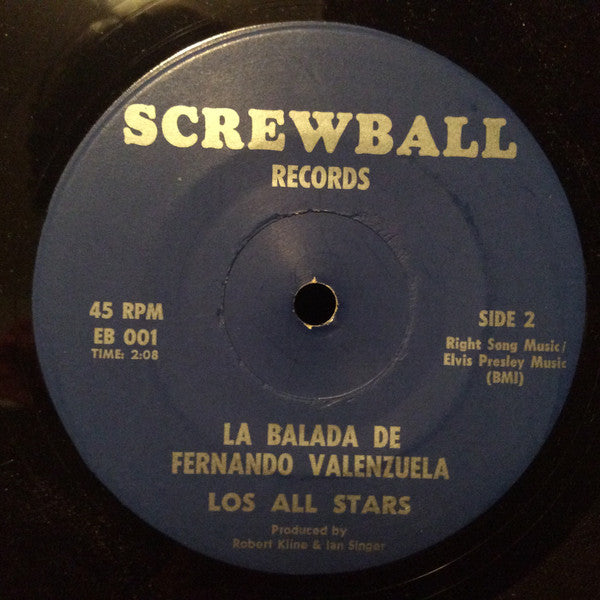 SCREWBALL
RECORDS
45 RPM
EB 001
TIME: 2:08
SIDE 2
Right Song Music/
Elvis Presley Music
(BMI)
LA BALADA DE
FERNANDO VALENZUELA
LOS ALL STARS
Produced by
Robert Kline & Ian Singer